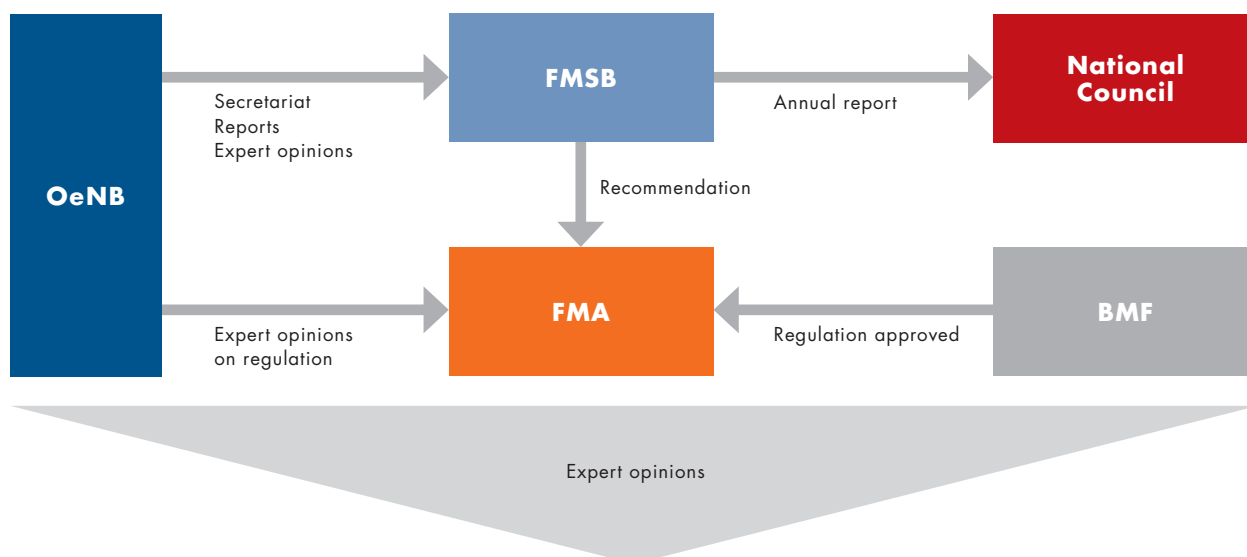 OeNB
Secretariat
Reports
Expert opinions
FMSB
Annual report
National
Council
Recommendation
Expert opinions
on regulation
FMA
Regulation approved
BMF
Expert opinions